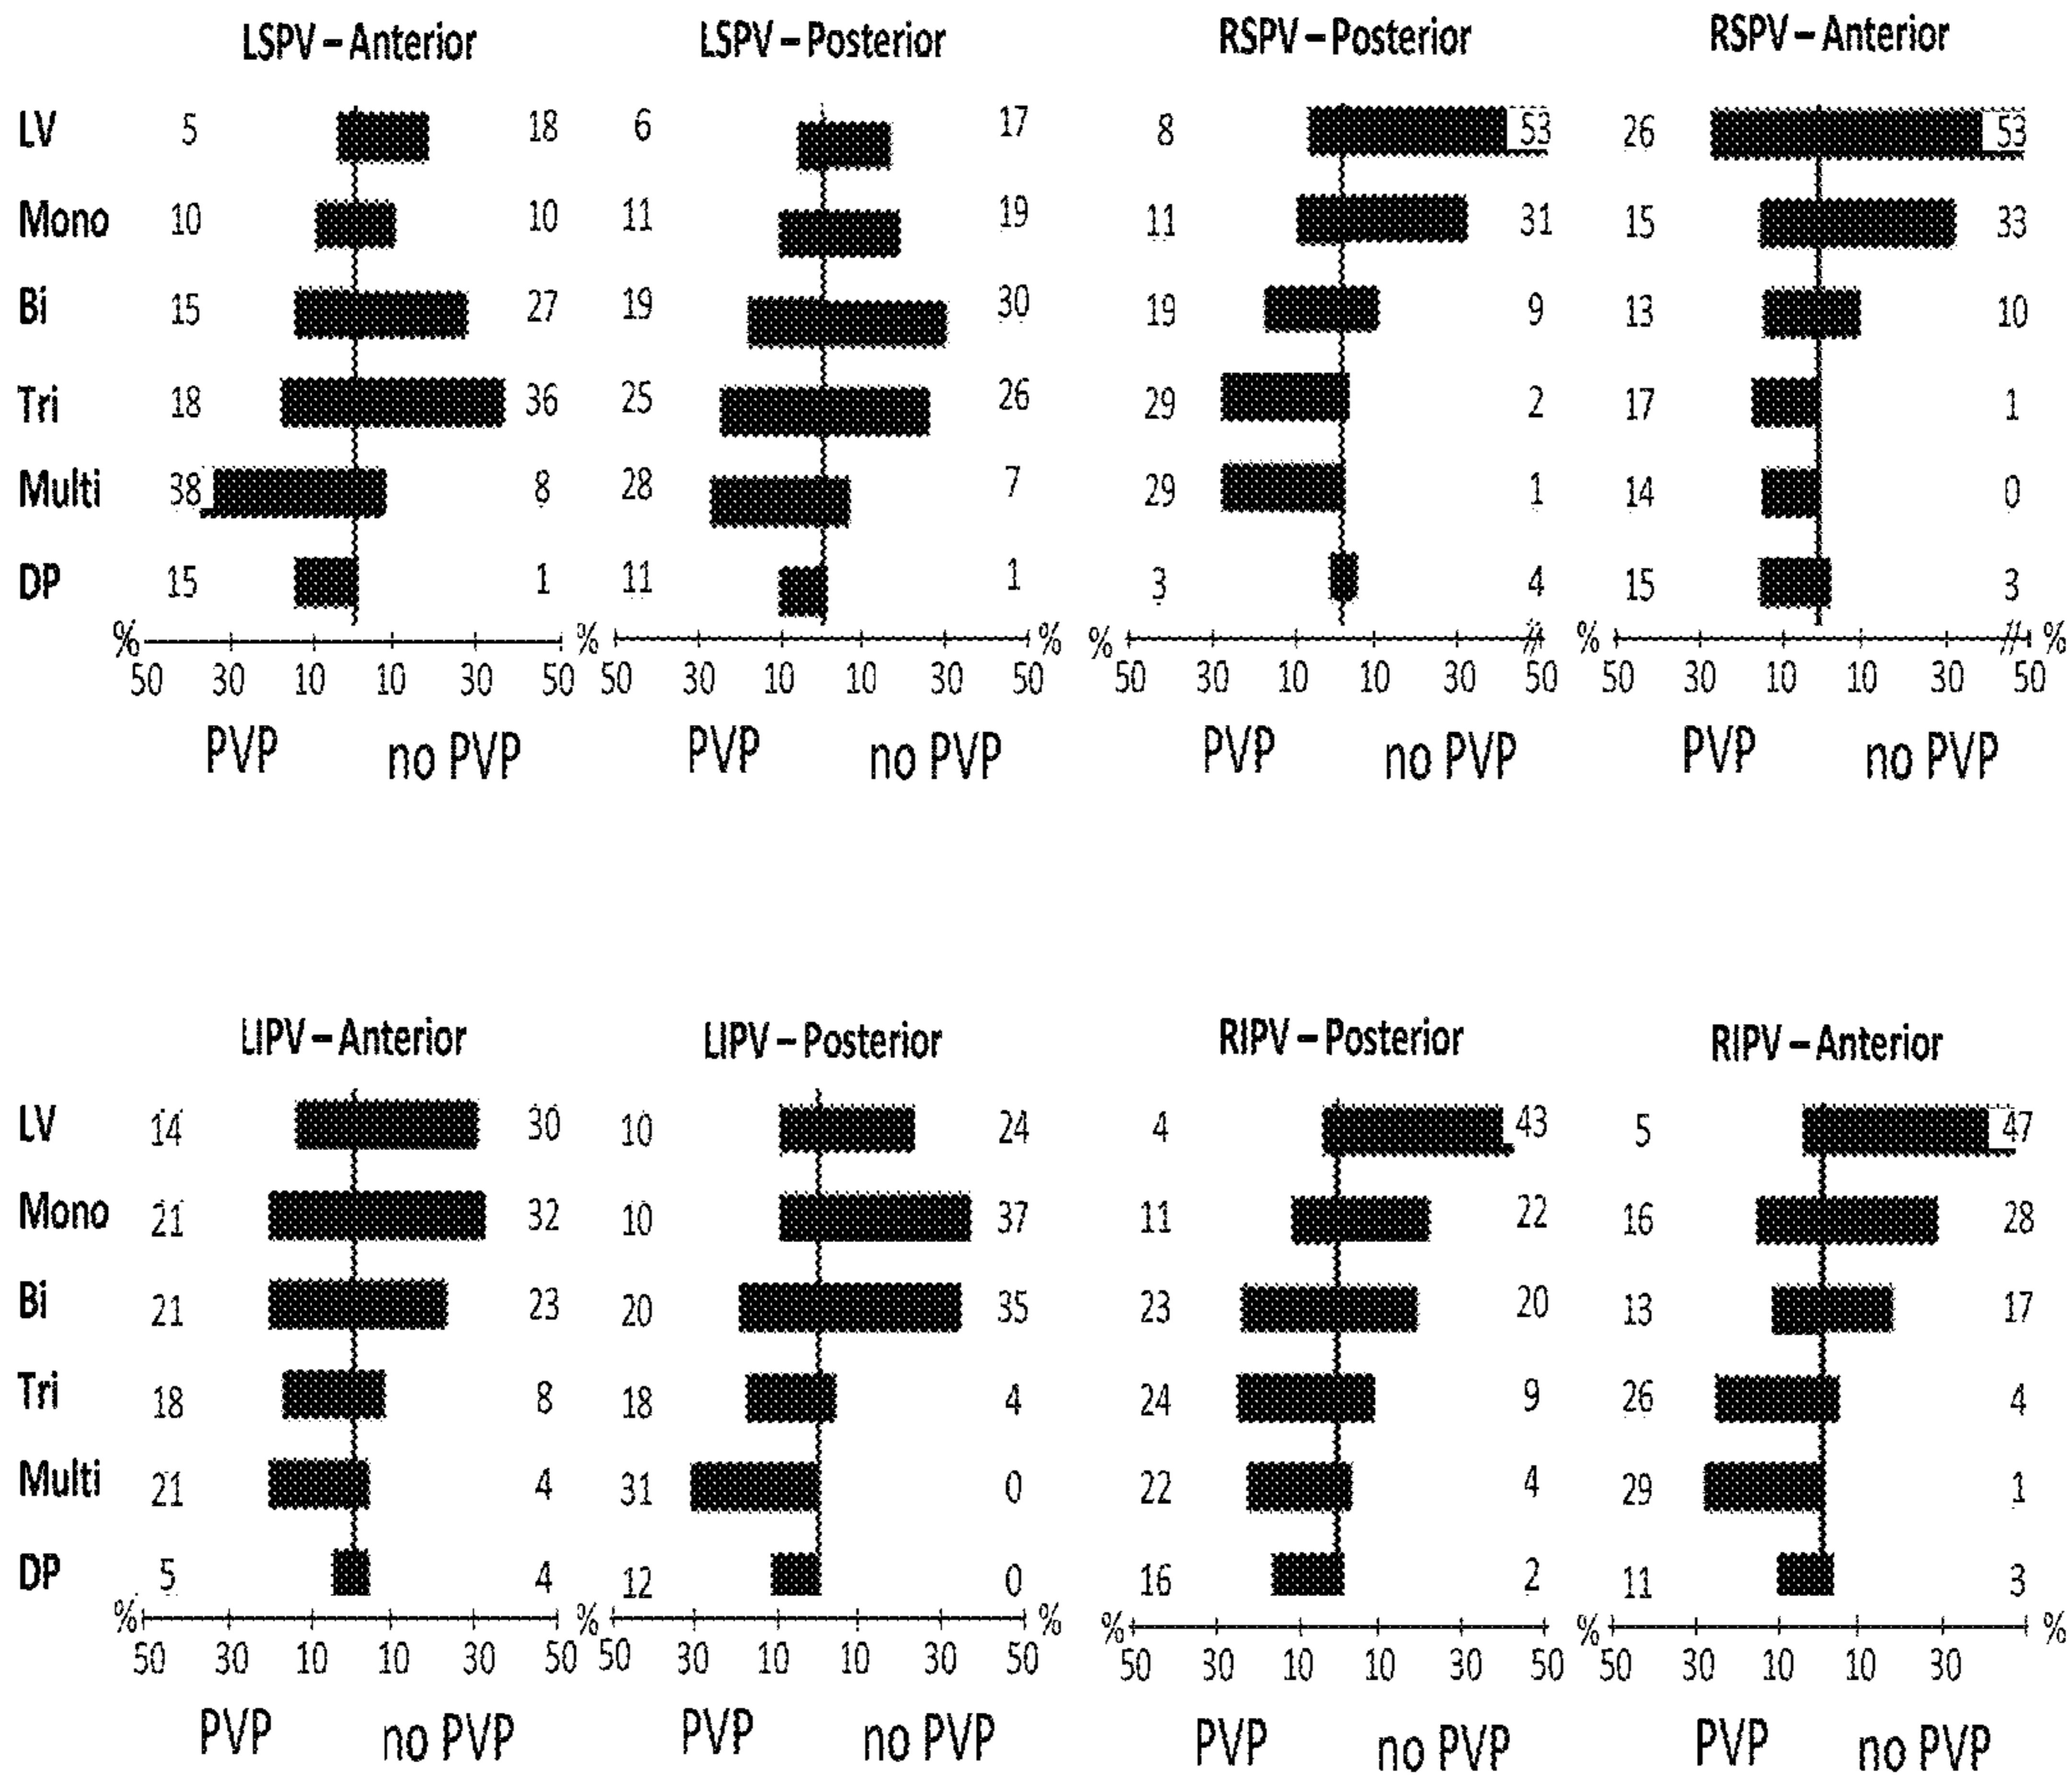 LSPV – Anterior LSPV – Posterior RSPV – Posterior RSPV – Anterior
LV 5 18 6 17 8 53 26 53
Mono 10 10 11 19 11 31 15 33
Bi 15 27 19 30 19 9 13 10
Tri 18 36 25 26 29 2 17 1
Multi 38 8 28 7 29 1 14 0
DP 15 1 11 1 3 4 15 3
% % % % // % // %
50 30 10 10 30 50 50 30 10 10 30 50 50 30 10 10 30 50 50 30 10 10 30 50
PVP no PVP PVP no PVP PVP no PVP PVP no PVP
LIPV – Anterior LIPV – Posterior RIPV – Posterior RIPV – Anterior
LV 14 30 10 24 4 43 5 47
Mono 21 32 10 37 11 22 16 28
Bi 21 23 20 35 23 20 13 17
Tri 18 8 18 4 24 9 26 4
Multi 21 4 31 0 22 4 29 1
DP 5 4 12 0 16 2 11 3
% % % % % %
50 30 10 10 30 50 50 30 10 10 30 50 50 30 10 10 30 50 50 30 10 10 30
PVP no PVP PVP no PVP PVP no PVP PVP no PVP